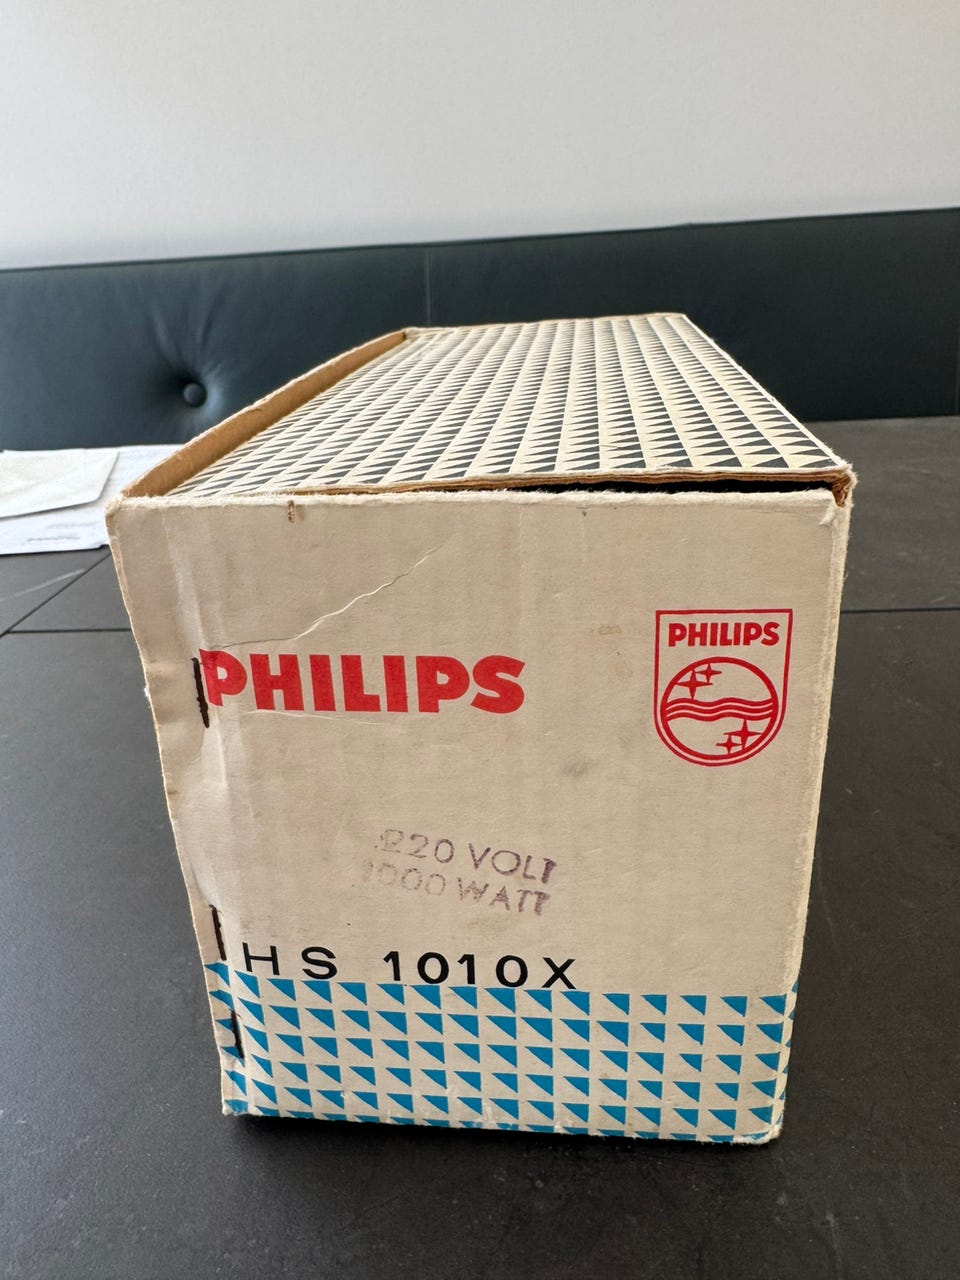 PHILIPS
PHILIPS
220 VOLT
1000 WATT
HS 1010X